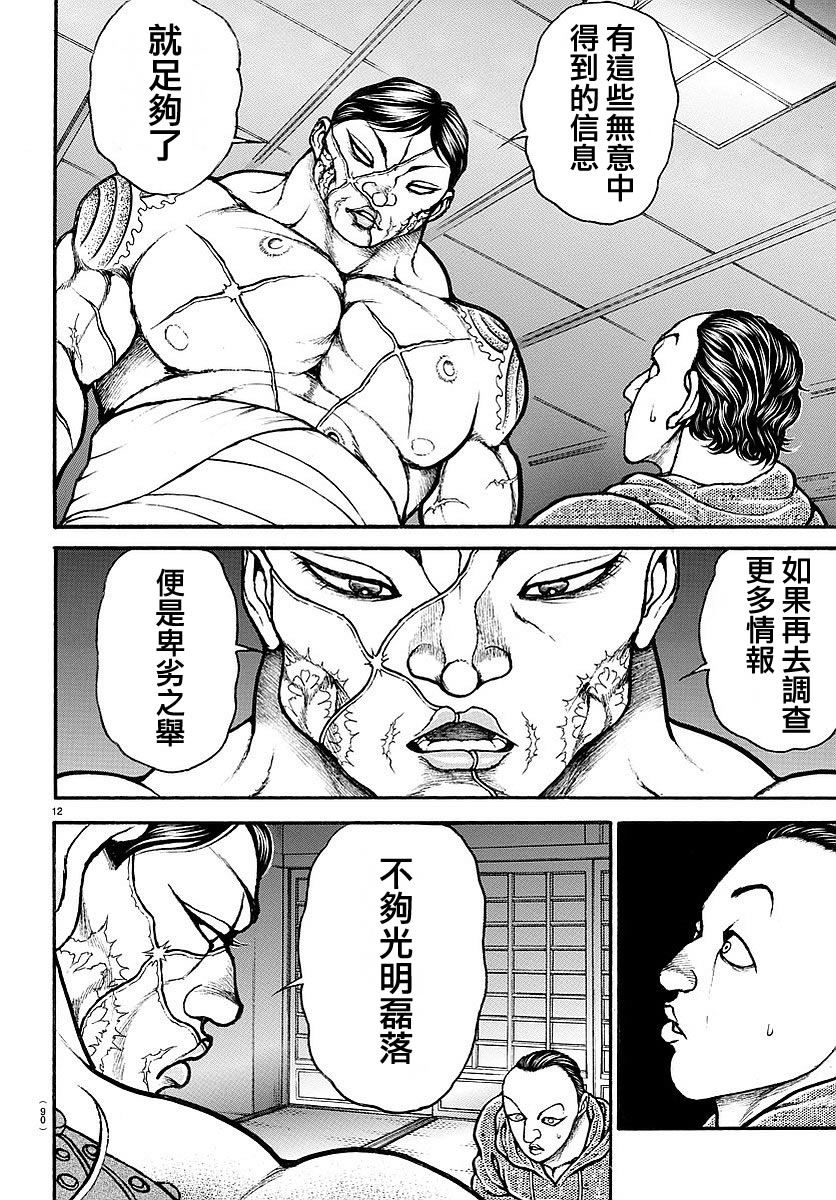 有這些無意中
得到的信息
就足夠了
如果再去調查
更多情報
便是卑劣之舉
12
不夠光明磊落
(90)